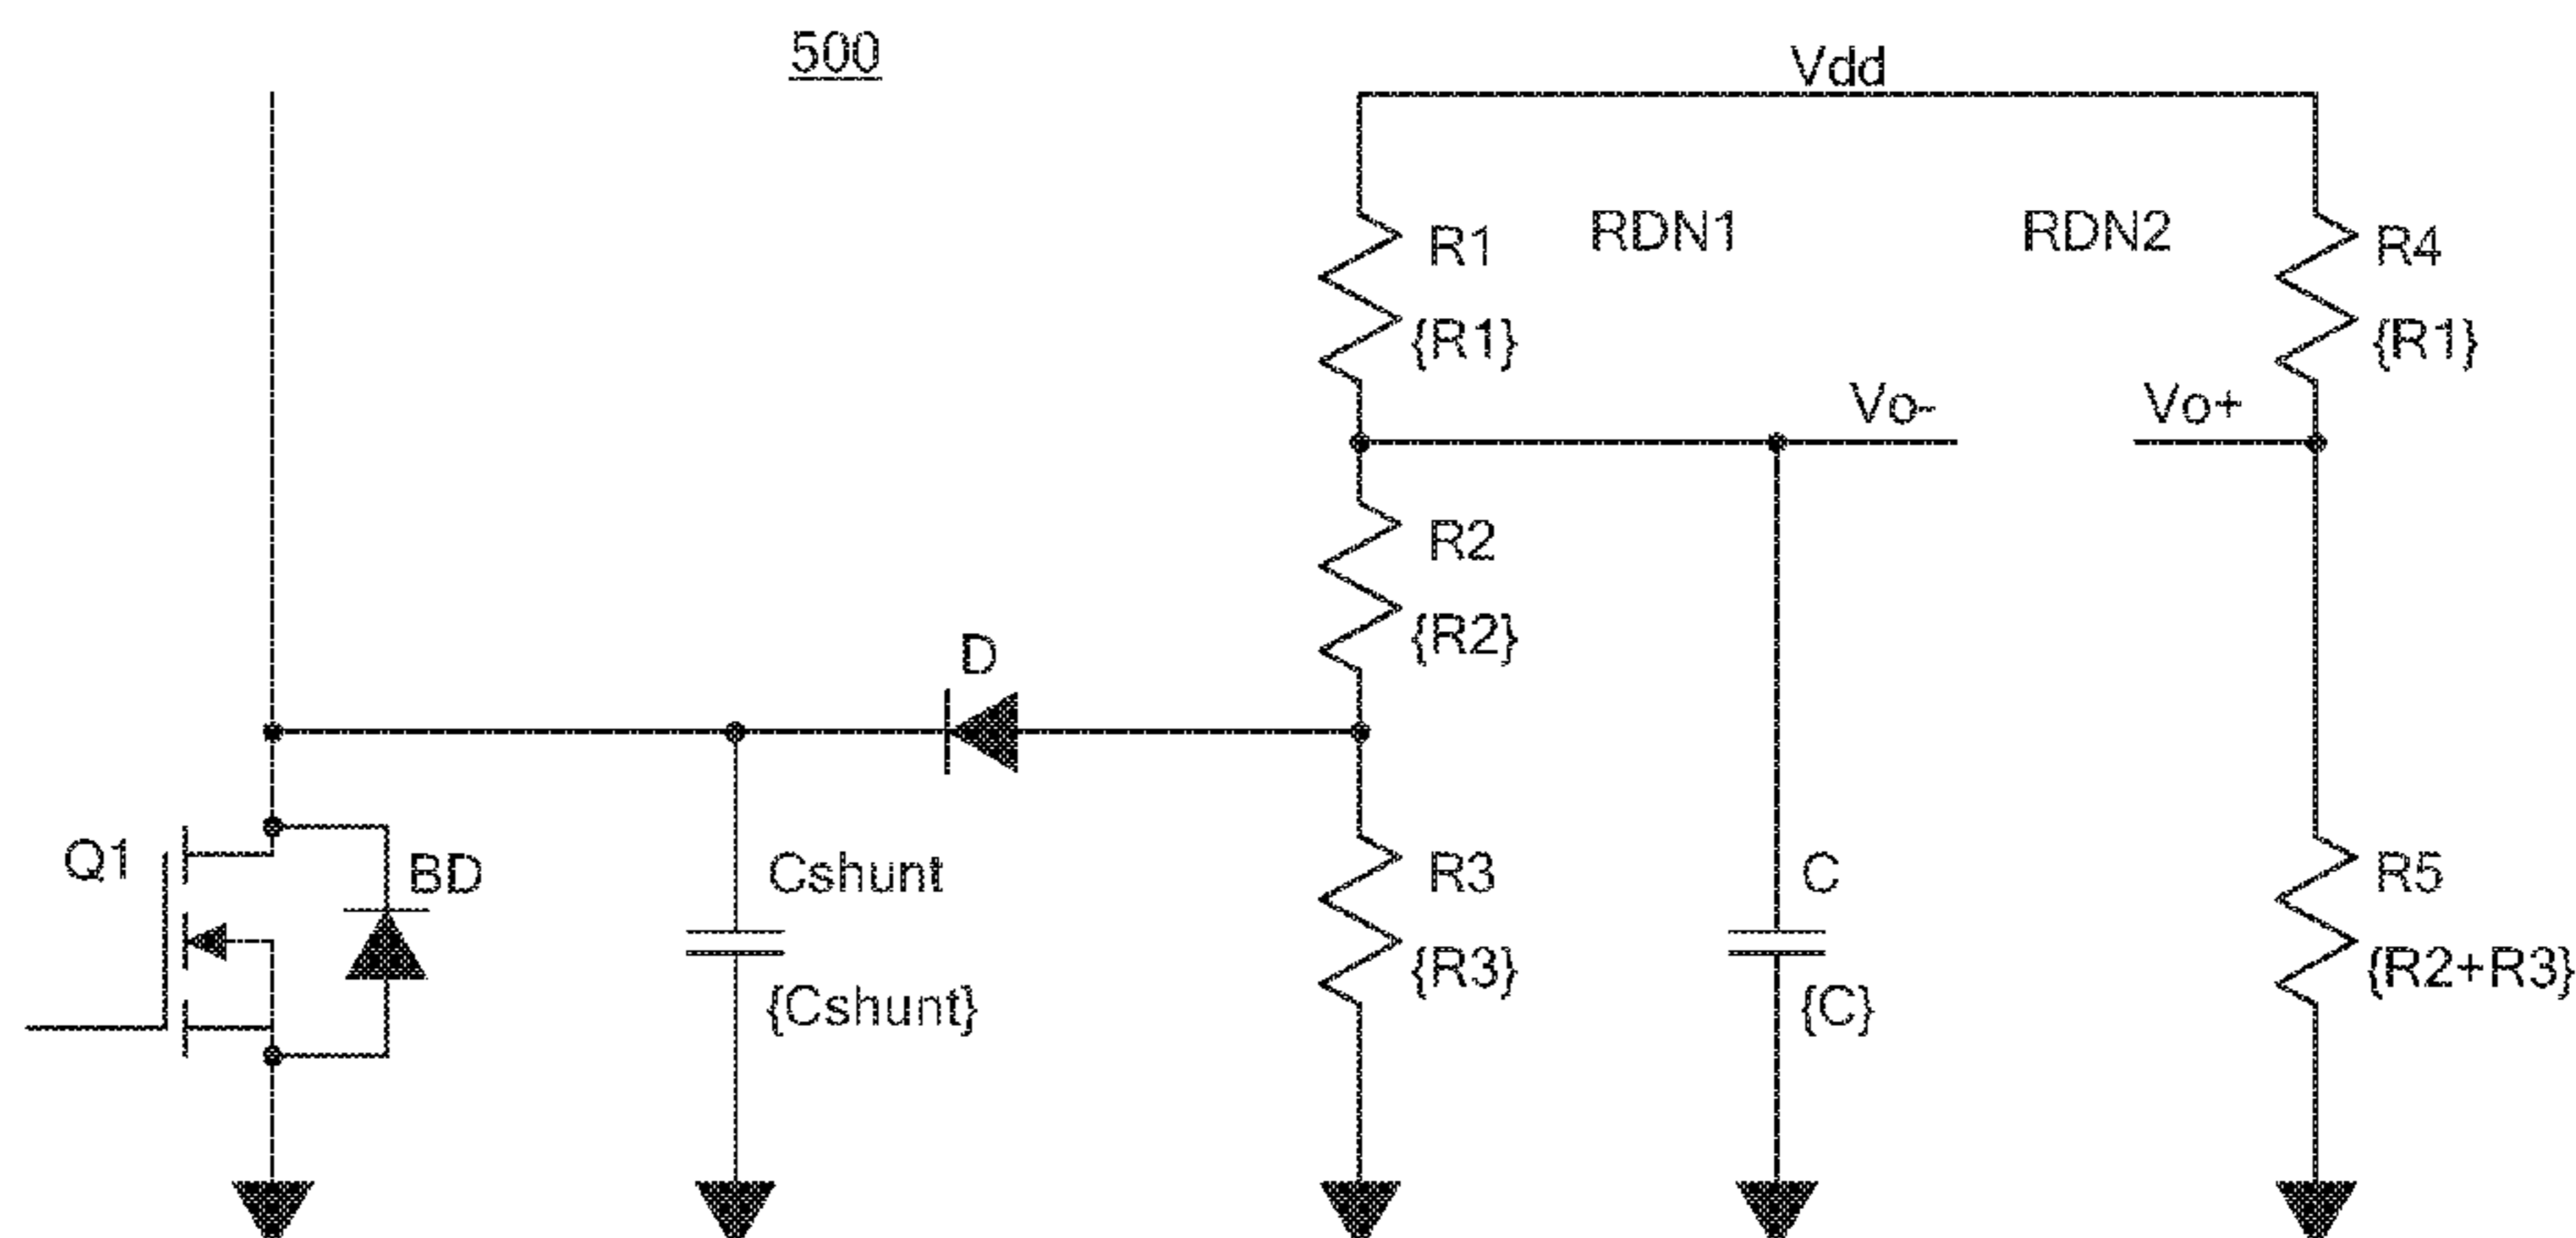 500
Vdd
R1
{R1}
RDN1
RDN2
R4
{R1}
Vo-
Vo+
R2
{R2}
D
Q1
BD
Cshunt
{Cshunt}
R3
{R3}
C
{C}
R5
{R2+R3}